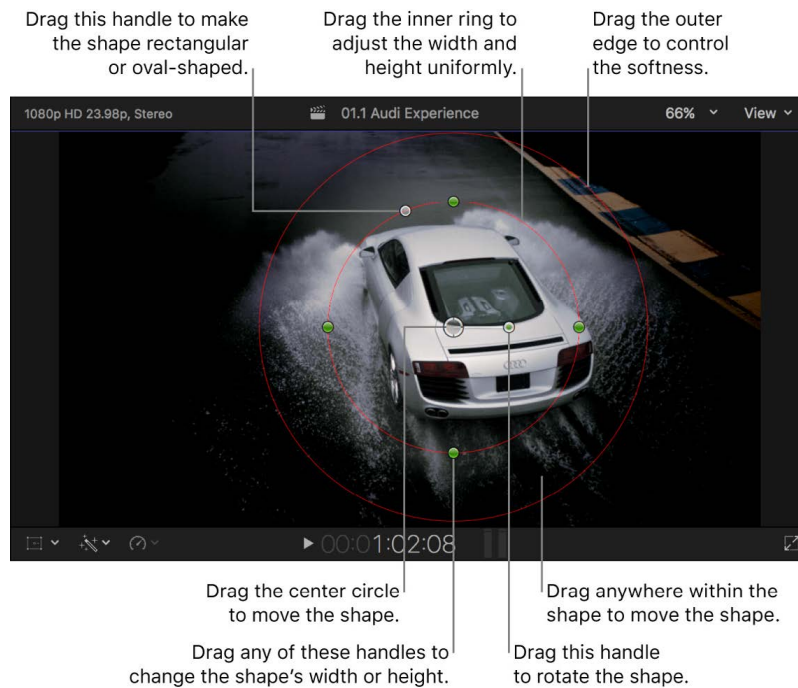 Drag this handle to make
the shape rectangular
or oval-shaped.
Drag the inner ring to
adjust the width and
height uniformly.
Drag the outer
edge to control
the softness.
1080p HD 23.98p, Stereo
01.1 Audi Experience
66%
View
00:01:02:08
Drag the center circle
to move the shape.
Drag anywhere within the
shape to move the shape.
Drag any of these handles to
change the shape's width or height.
Drag this handle
to rotate the shape.